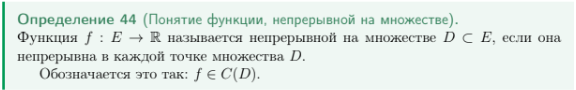 Определение 44 (Понятие функции, непрерывной на множестве).
Функция f : E → ℝ называется непрерывной на множестве D ⊂ E, если она
непрерывна в каждой точке множества D.
Обозначается это так: f ∈ C(D).